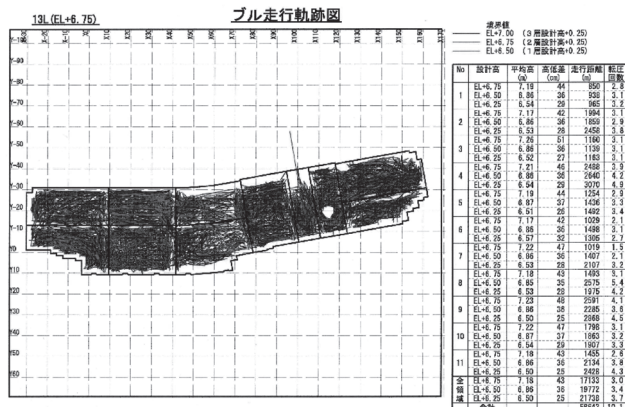 13L(EL+6.75)
ブル走行軌跡図
境界値
EL+7.00 (3層設計高+0.25)
EL+6.75 (2層設計高+0.25)
EL+6.50 (1層設計高+0.25)
No 設計高 平均高(m) 高低差(cm) 走行距離(m) 転圧回数
1
EL+6.75 7.19 44 850 2.8
EL+6.50 6.86 36 938 3.1
EL+6.25 6.54 29 965 3.2
2
EL+6.75 7.17 42 1994 3.1
EL+6.50 6.86 36 1859 2.9
EL+6.25 6.53 28 2458 3.8
3
EL+6.75 7.26 51 1160 3.1
EL+6.50 6.86 36 1139 3.1
EL+6.25 6.52 27 1163 3.1
4
EL+6.75 7.21 46 2488 3.9
EL+6.50 6.86 36 2640 4.2
EL+6.25 6.54 29 3070 4.9
5
EL+6.75 7.19 44 1254 2.9
EL+6.50 6.87 37 1436 3.3
EL+6.25 6.51 26 1492 3.4
6
EL+6.75 7.17 42 1029 2.1
EL+6.50 6.86 36 1498 3.1
EL+6.25 6.57 32 1305 2.7
7
EL+6.75 7.22 47 1019 1.5
EL+6.50 6.86 36 1407 2.1
EL+6.25 6.53 28 2107 3.2
8
EL+6.75 7.18 43 1493 3.1
EL+6.50 6.85 35 2575 5.4
EL+6.25 6.53 28 1975 4.2
9
EL+6.75 7.23 48 2591 4.1
EL+6.50 6.86 36 2285 3.6
EL+6.25 6.50 25 2868 4.5
10
EL+6.75 7.22 47 1798 3.1
EL+6.50 6.87 37 1863 3.2
EL+6.25 6.54 29 1907 3.3
11
EL+6.75 7.18 43 1455 2.6
EL+6.50 6.86 36 2134 3.8
EL+6.25 6.50 25 2428 4.3
全領域
EL+6.75 7.18 43 17133 3.0
EL+6.50 6.86 36 19772 3.4
EL+6.25 6.50 25 21738 3.7
合計 58643 10.1